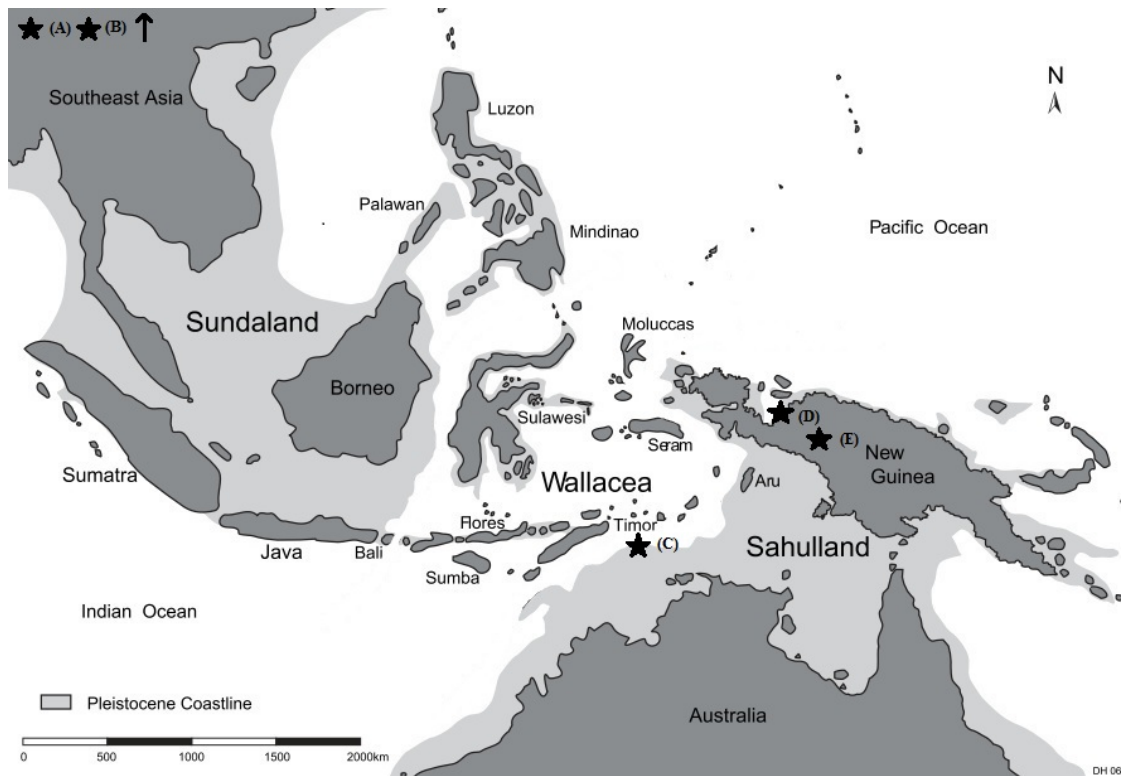 (A) (B)
N
Southeast Asia
Luzon
Palawan
Pacific Ocean
Mindinao
Sundaland
Moluccas
Borneo
Sulawesi
(D)
(E)
Seram
New
Guinea
Sumatra
Wallacea
Aru
Flores
Timor
Java
Bali
(C)
Sahulland
Sumba
Indian Ocean
Pleistocene Coastline
Australia
0 500 1000 1500 2000km
DH 06